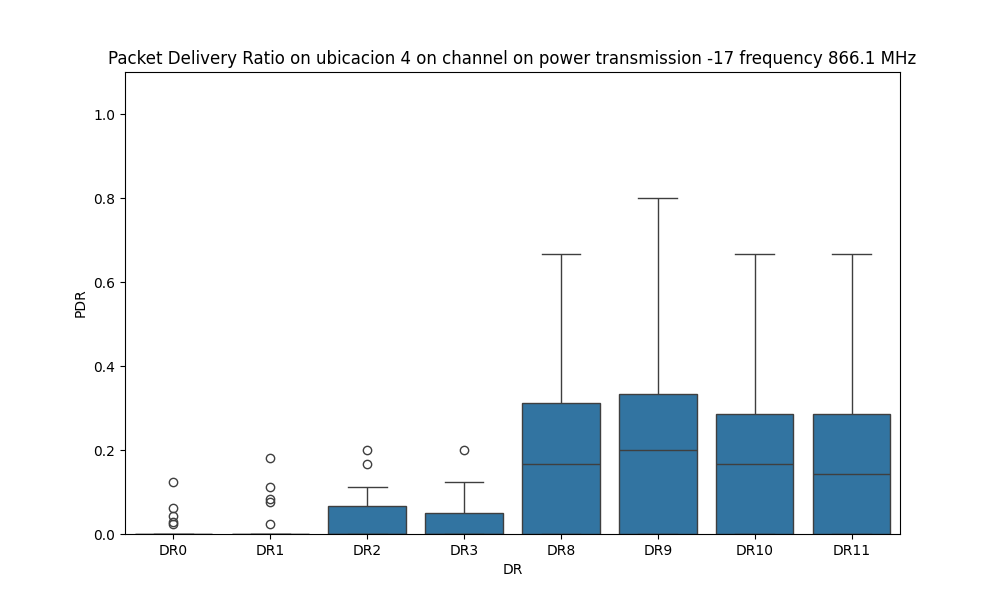 Packet Delivery Ratio on ubicacion 4 on channel on power transmission -17 frequency 866.1 MHz
1.0
0.8
0.6
0.4
0.2
0.0
PDR
DR0 DR1 DR2 DR3 DR8 DR9 DR10 DR11
DR